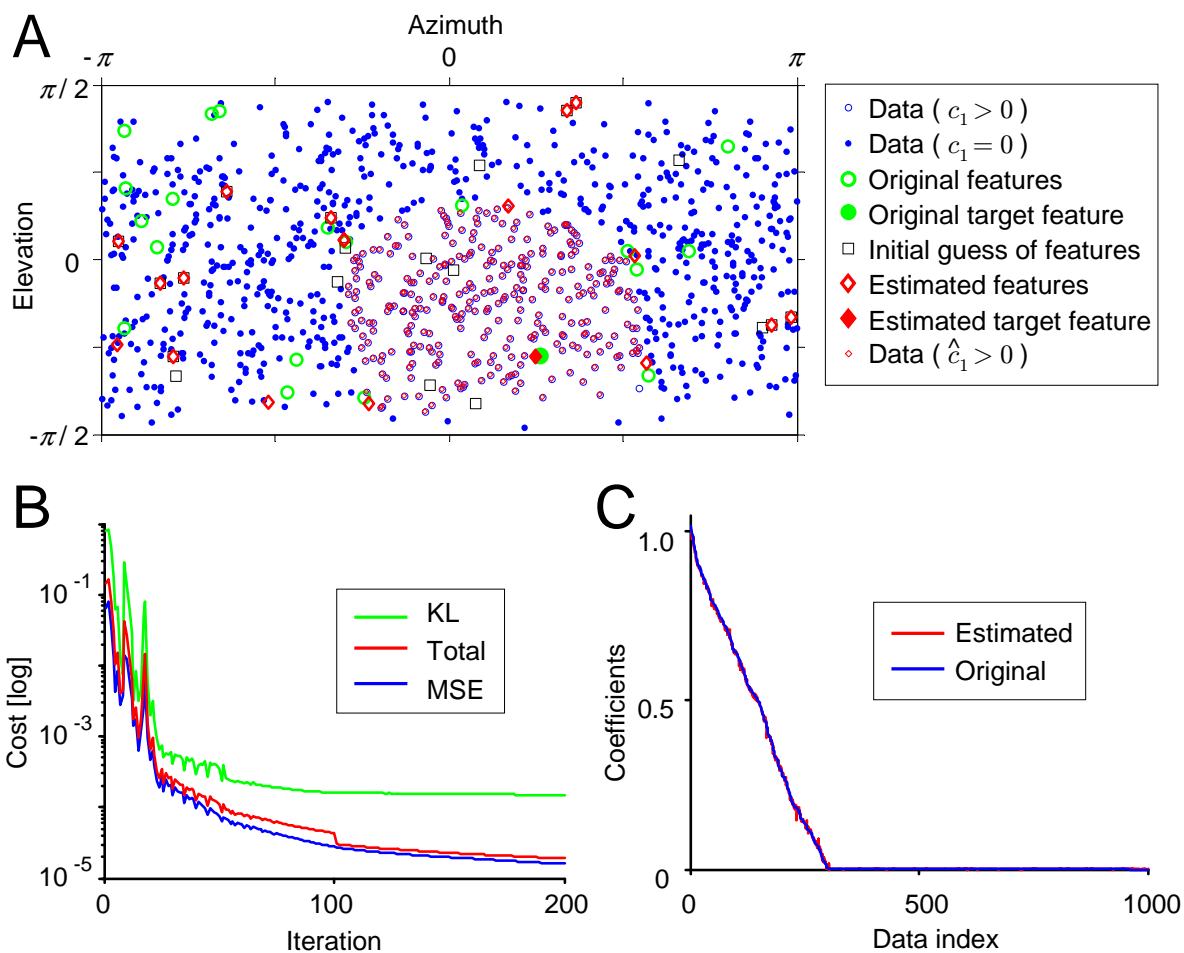 A
Azimuth
-π 0 π
π/ 2
0
-π/ 2
Elevation
Data ( c₁ > 0 )
Data ( c₁ = 0 )
Original features
Original target feature
Initial guess of features
Estimated features
Estimated target feature
Data ( ĉ₁ > 0 )
B
Cost [log]
10⁻¹
10⁻³
10⁻⁵
0 100 200
Iteration
KL
Total
MSE
C
Coefficients
1.0
0.5
0
0 500 1000
Data index
Estimated
Original